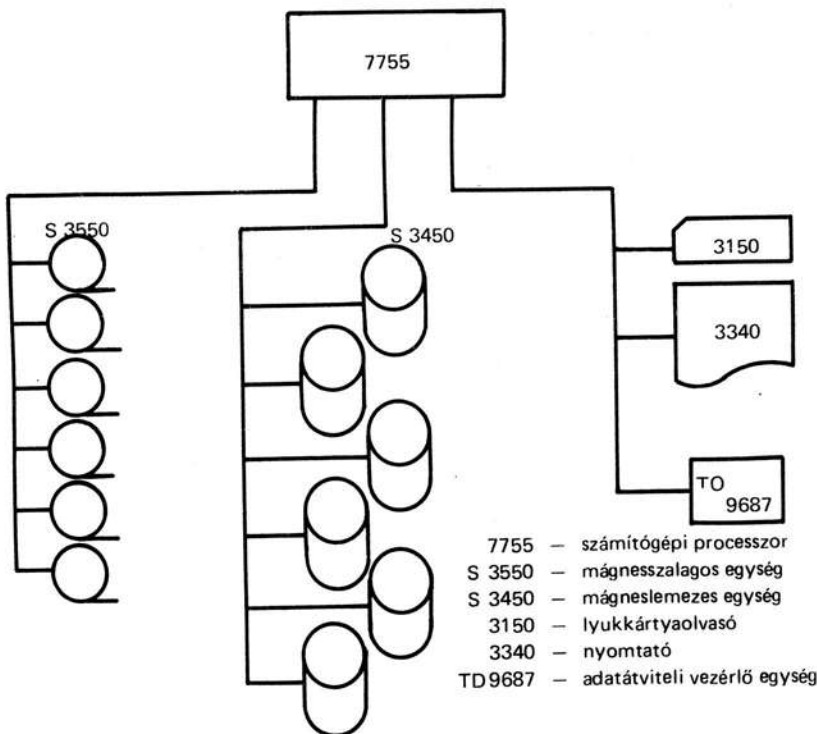 7755
S 3550
S 3450
3150
3340
TO
9687
7755 — számítógépi processzor
S 3550 — mágnesszalagos egység
S 3450 — mágneslemezes egység
3150 — lyukkártyaolvasó
3340 — nyomtató
TD 9687 — adatátviteli vezérlő egység